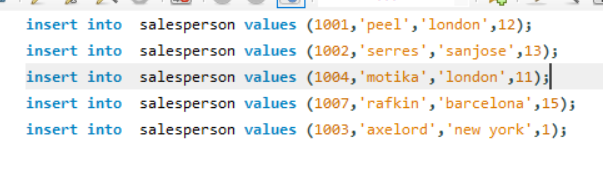 insert into  salesperson values (1001,'peel','london',12);
insert into  salesperson values (1002,'serres','sanjose',13);
insert into  salesperson values (1004,'motika','london',11);
insert into  salesperson values (1007,'rafkin','barcelona',15);
insert into  salesperson values (1003,'axelord','new york',1);